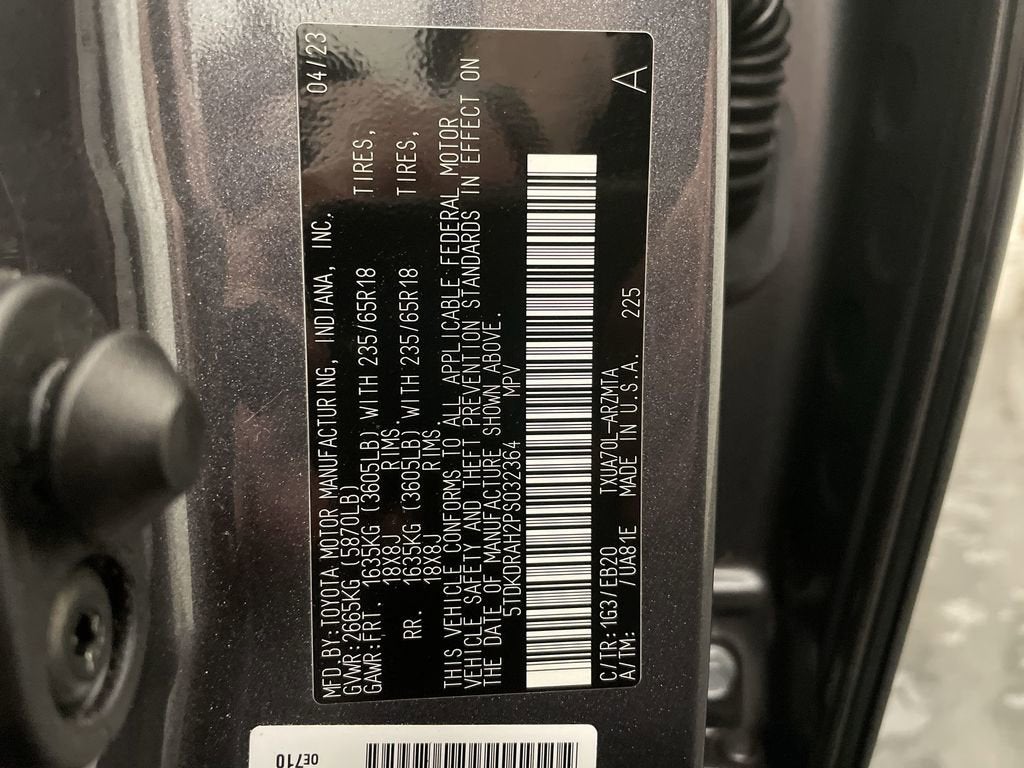 MFD.BY:TOYOTA MOTOR MANUFACTURING, INDIANA, INC. 04/23
GVWR:2665KG (5870LB)
GAWR:FRT. 1635KG (3605LB) WITH 235/65R18 TIRES,
18X8J RIMS,
RR. 1635KG (3605LB) WITH 235/65R18 TIRES,
18X8J RIMS
THIS VEHICLE CONFORMS TO ALL APPLICABLE FEDERAL MOTOR
VEHICLE SAFETY AND THEFT PREVENTION STANDARDS IN EFFECT ON
THE DATE OF MANUFACTURE SHOWN ABOVE.
5TDKDRAH2PS032364 MPV
C/TR:1G3/EB20 TXUA70L-ARZMTA
A/TM: /UA81E MADE IN U.S.A. 225 A
0E710